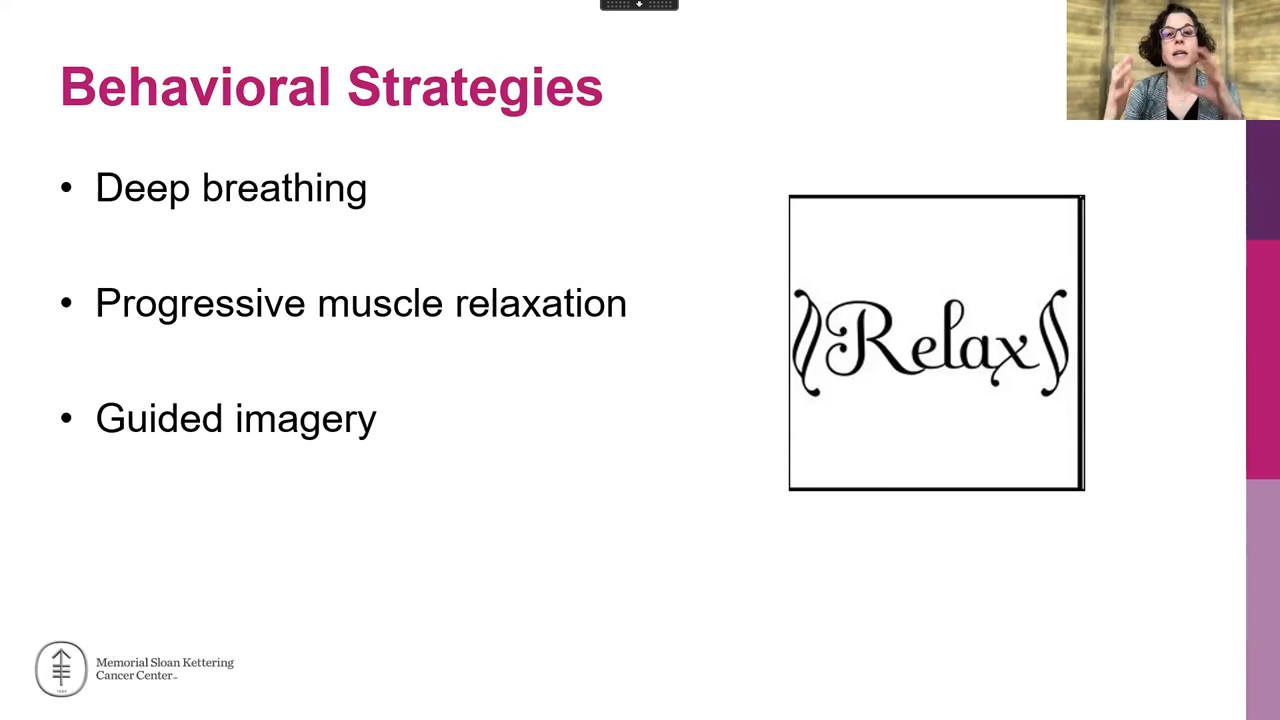 Behavioral Strategies
• Deep breathing
• Progressive muscle relaxation
• Guided imagery
Relax
Memorial Sloan Kettering
Cancer Center